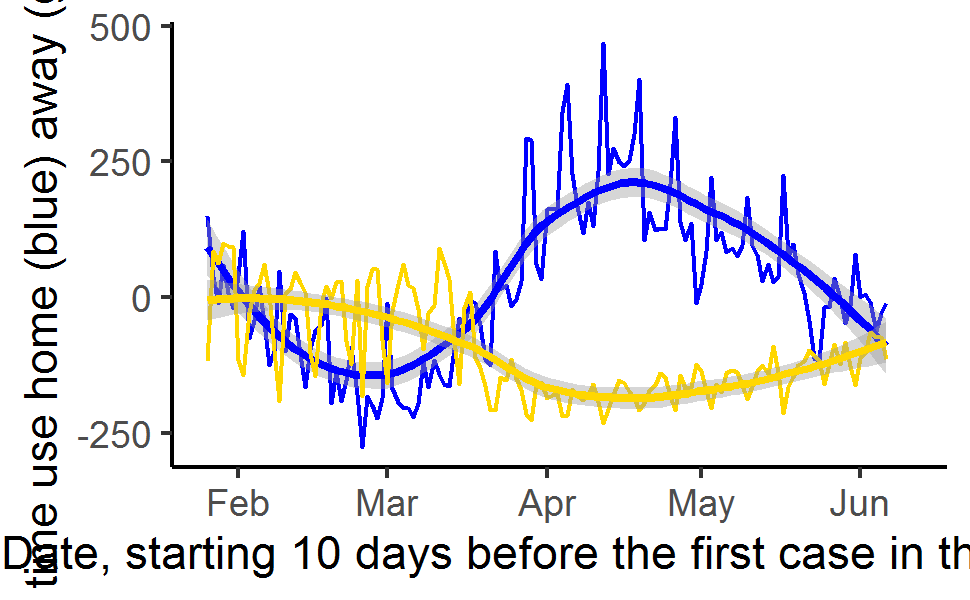 time use home (blue) away (
500
250
0
-250
Feb Mar Apr May Jun
Date, starting 10 days before the first case in th